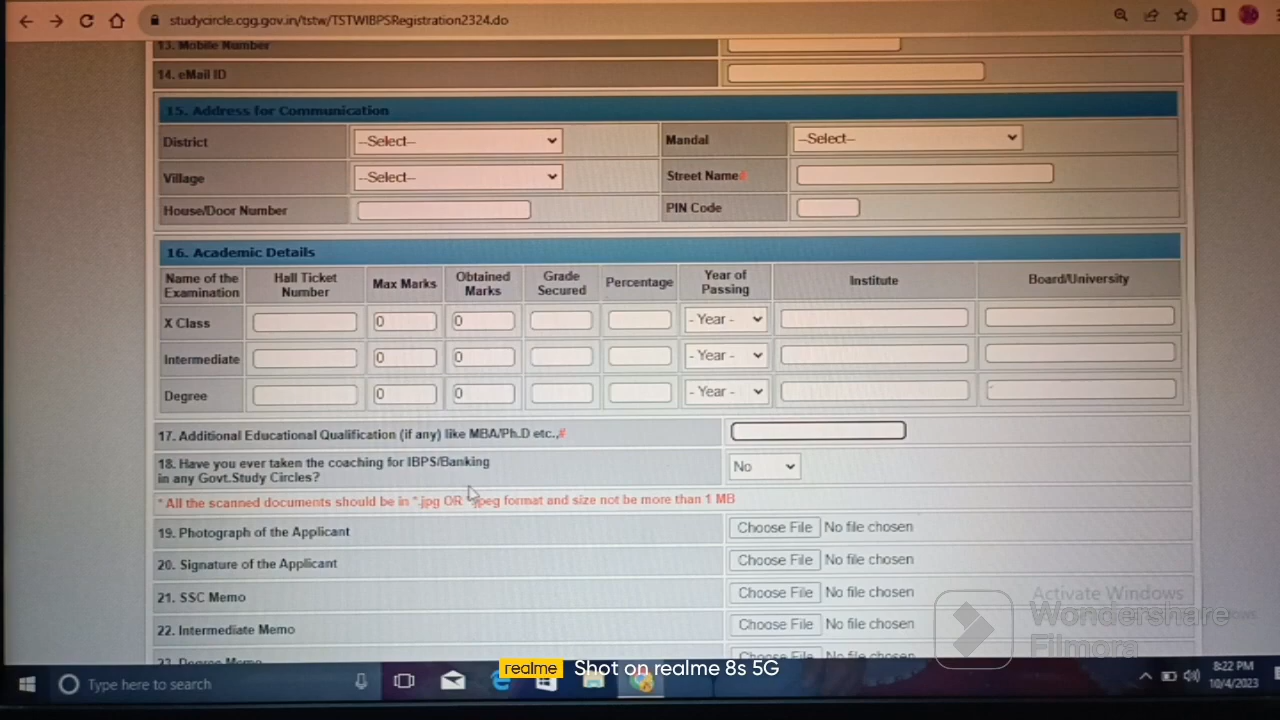 studycircle.cgg.gov.in/tstw/TSTWIBPSRegistration2324.do
13. Mobile Number
14. eMail ID
15. Address for Communication
District --Select-- Mandal --Select--
Village --Select-- Street Name#
House/Door Number PIN Code
16. Academic Details
Name of the Examination Hall Ticket Number Max Marks Obtained Marks Grade Secured Percentage Year of Passing Institute Board/University
X Class 0 0 - Year -
Intermediate 0 0 - Year -
Degree 0 0 - Year -
17. Additional Educational Qualification (if any) like MBA/Ph.D etc.,#
18. Have you ever taken the coaching for IBPS/Banking
in any Govt.Study Circles? No
* All the scanned documents should be in *.jpg OR *.jpeg format and size not be more than 1 MB
19. Photograph of the Applicant Choose File No file chosen
20. Signature of the Applicant Choose File No file chosen
21. SSC Memo Choose File No file chosen
22. Intermediate Memo Choose File No file chosen
23. Degree Memo Choose File No file chosen
Activate Windows
Wondershare
Filmora
realme Shot on realme 8s 5G
Type here to search
8:22 PM
10/4/2023